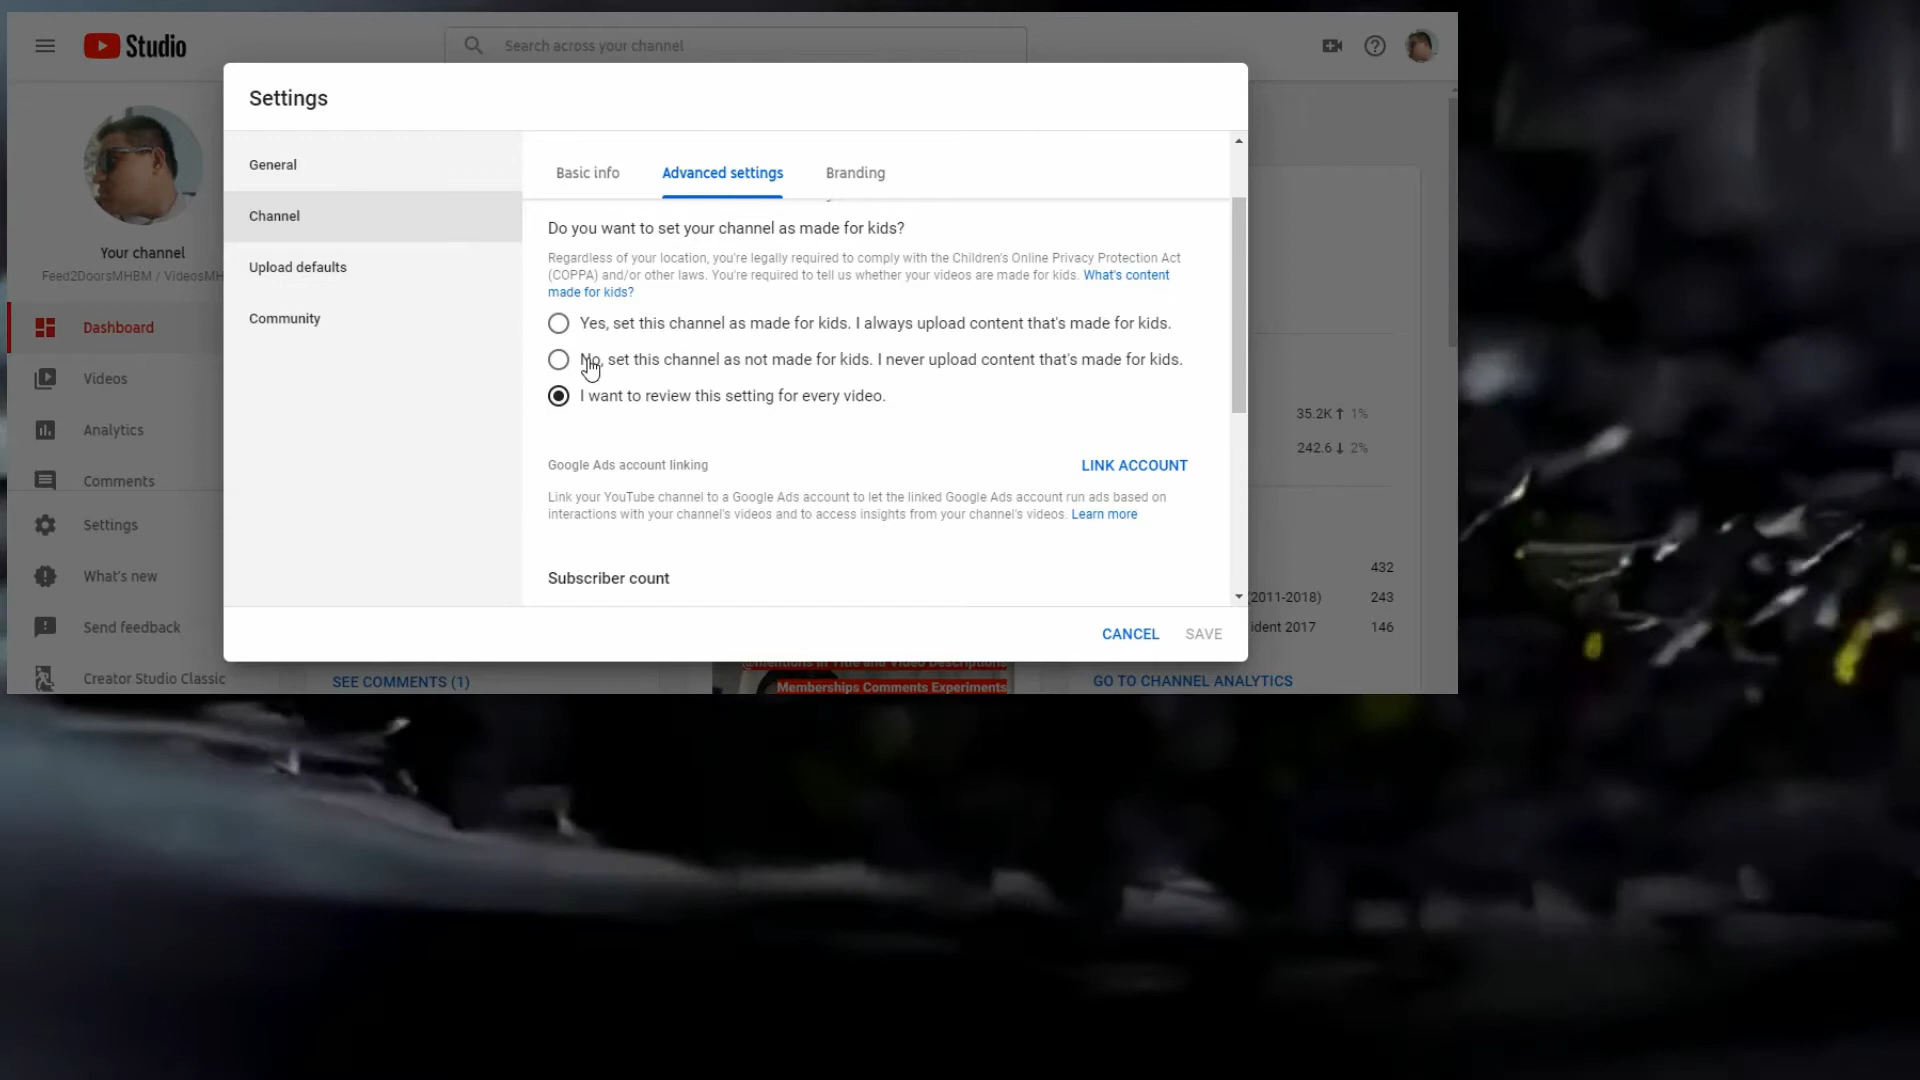 Studio
Search across your channel
Settings
General
Channel
Upload defaults
Community
Basic info
Advanced settings
Branding
Do you want to set your channel as made for kids?
Regardless of your location, you're legally required to comply with the Children's Online Privacy Protection Act
(COPPA) and/or other laws. You're required to tell us whether your videos are made for kids. What's content
made for kids?
Yes, set this channel as made for kids. I always upload content that's made for kids.
No, set this channel as not made for kids. I never upload content that's made for kids.
I want to review this setting for every video.
Google Ads account linking
LINK ACCOUNT
Link your YouTube channel to a Google Ads account to let the linked Google Ads account run ads based on
interactions with your channel's videos and to access insights from your channel's videos. Learn more
Subscriber count
CANCEL
SAVE
Your channel
Feed2DoorsMHBM / VideosMH
Dashboard
Videos
Analytics
Comments
Settings
What's new
Send feedback
Creator Studio Classic
35.2K 1%
242.6 2%
432
(2011-2018) 243
ident 2017 146
SEE COMMENTS (1)
@mentions in Title and Video Descriptions
Memberships Comments Experiments
GO TO CHANNEL ANALYTICS